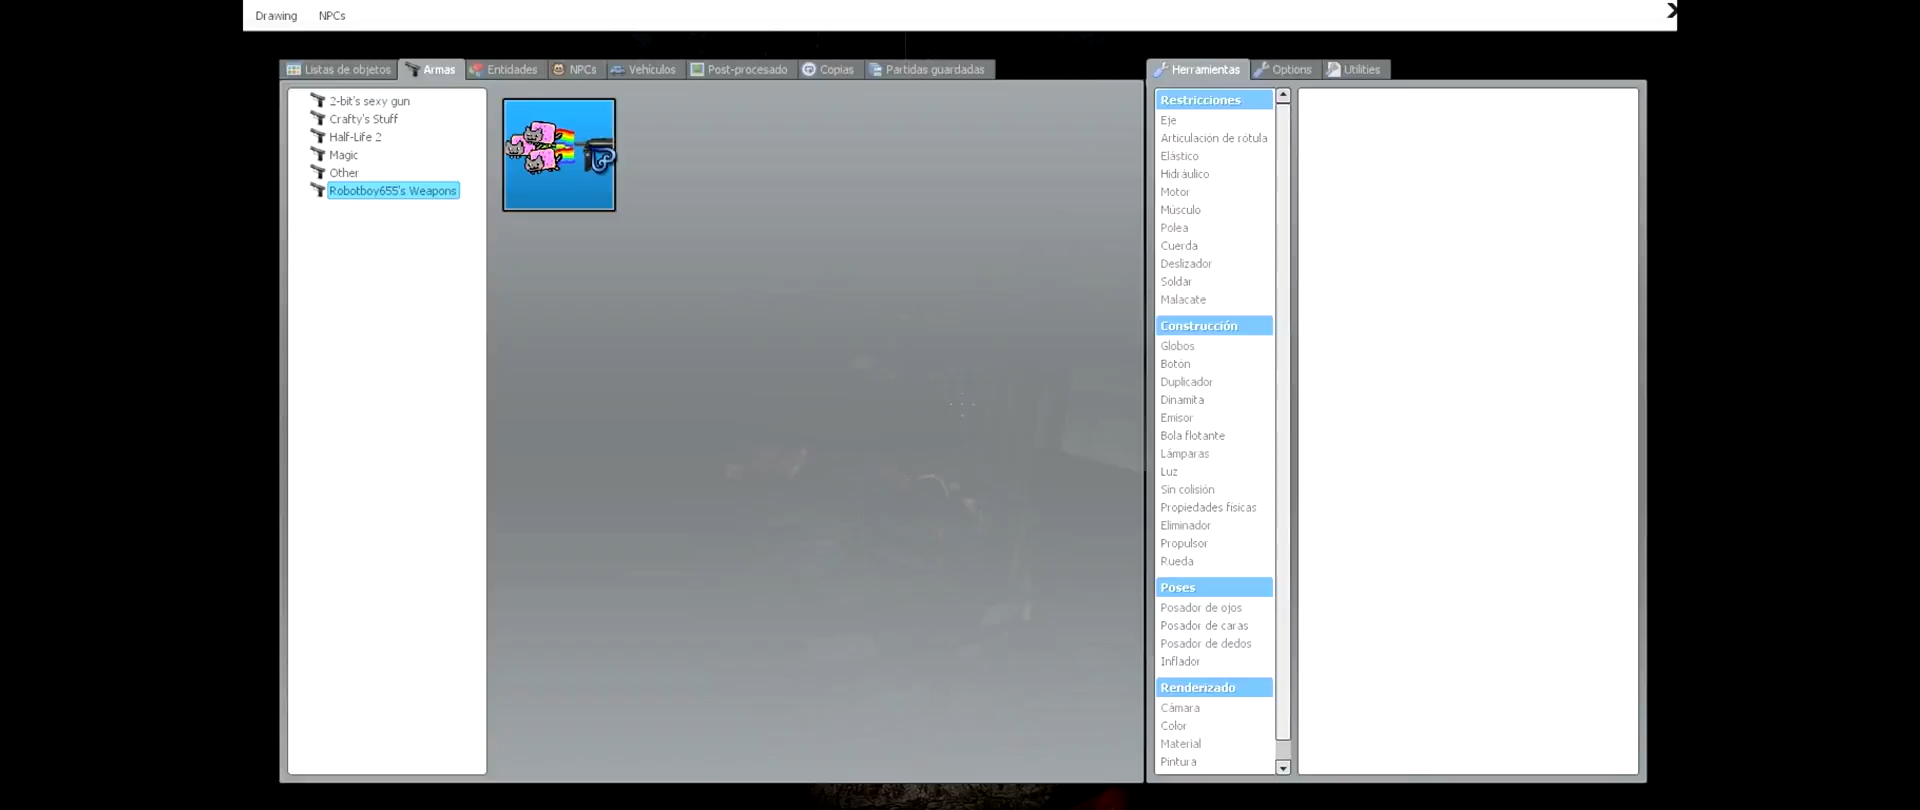 Drawing NPCs
Listas de objetos Armas Entidades NPCs Vehículos Post-procesado Copias Partidas guardadas
2-bit's sexy gun
Crafty's Stuff
Half-Life 2
Magic
Other
Robotboy655's Weapons
Herramientas Options Utilities
Restricciones
Eje
Articulación de rótula
Elástico
Hidráulico
Motor
Músculo
Polea
Cuerda
Deslizador
Soldar
Malacate
Construcción
Globos
Botón
Duplicador
Dinamita
Emisor
Bola flotante
Lámparas
Luz
Sin colisión
Propiedades físicas
Eliminador
Propulsor
Rueda
Poses
Posador de ojos
Posador de caras
Posador de dedos
Inflador
Renderizado
Cámara
Color
Material
Pintura